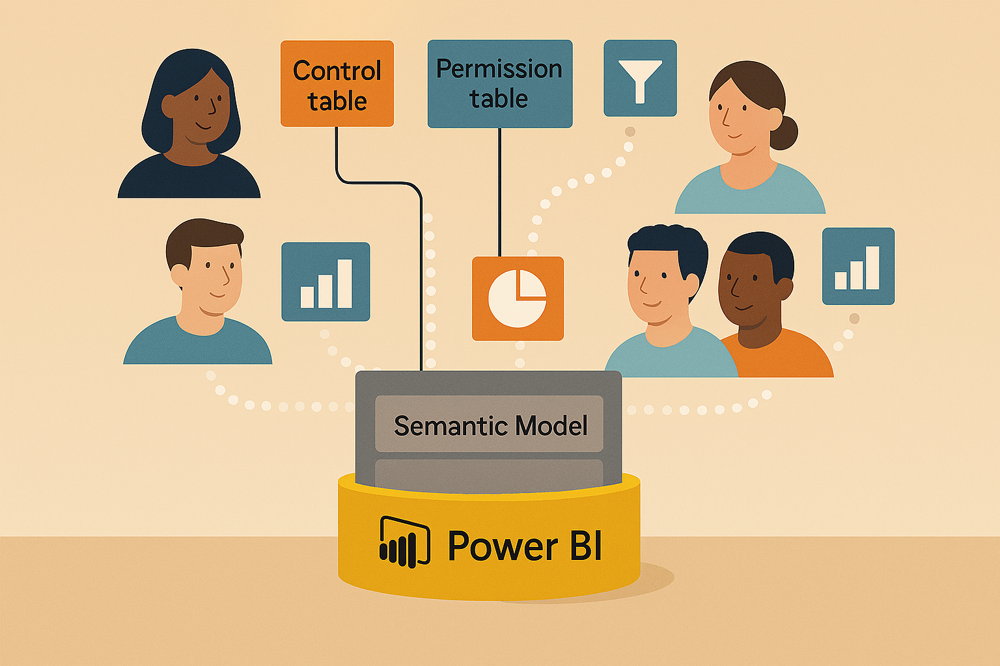 Control
table
Permission
table
Semantic Model
Power BI